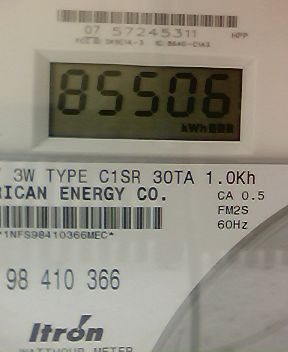 07 57245311 HPP
85506
kWh
3W TYPE C1SR 30TA 1.0Kh
RICAN ENERGY CO.
CA 0.5
FM2S
60Hz
*1NFS98410366MEC*
98 410 366
Itron
WATTHOUR METER